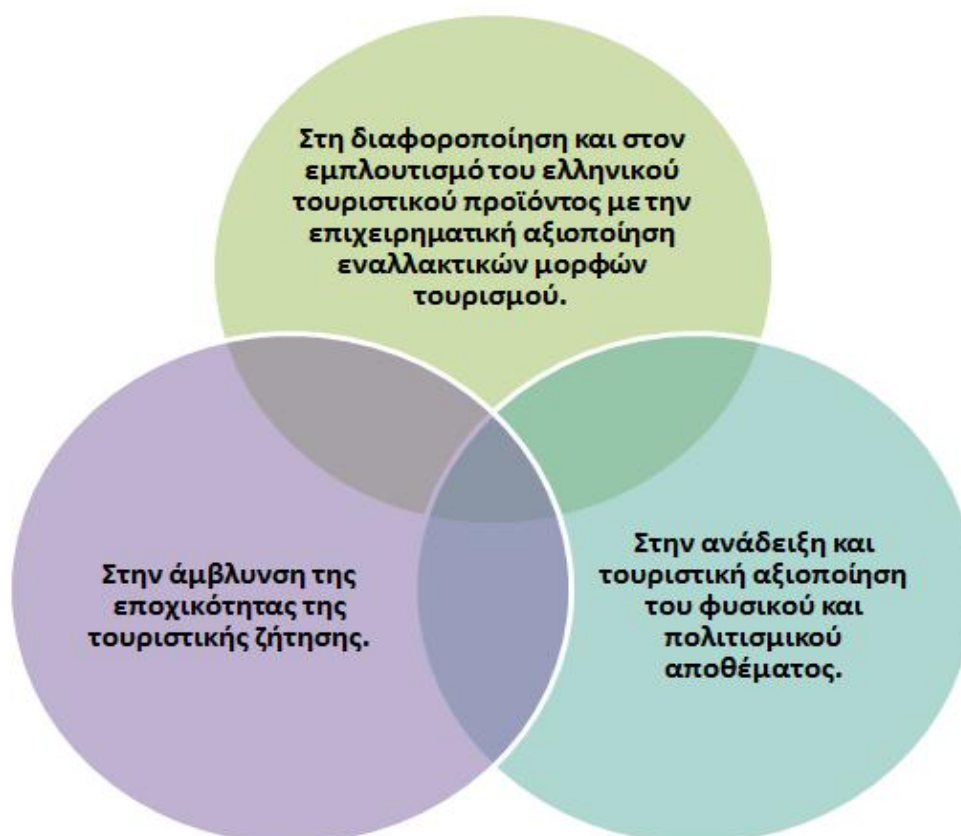 Στη διαφοροποίηση και στον
εμπλουτισμό του ελληνικού
τουριστικού προϊόντος με την
επιχειρηματική αξιοποίηση
εναλλακτικών μορφών
τουρισμού.
Στην άμβλυνση της
εποχικότητας της
τουριστικής ζήτησης.
Στην ανάδειξη και
τουριστική αξιοποίηση
του φυσικού και
πολιτισμικού
αποθέματος.